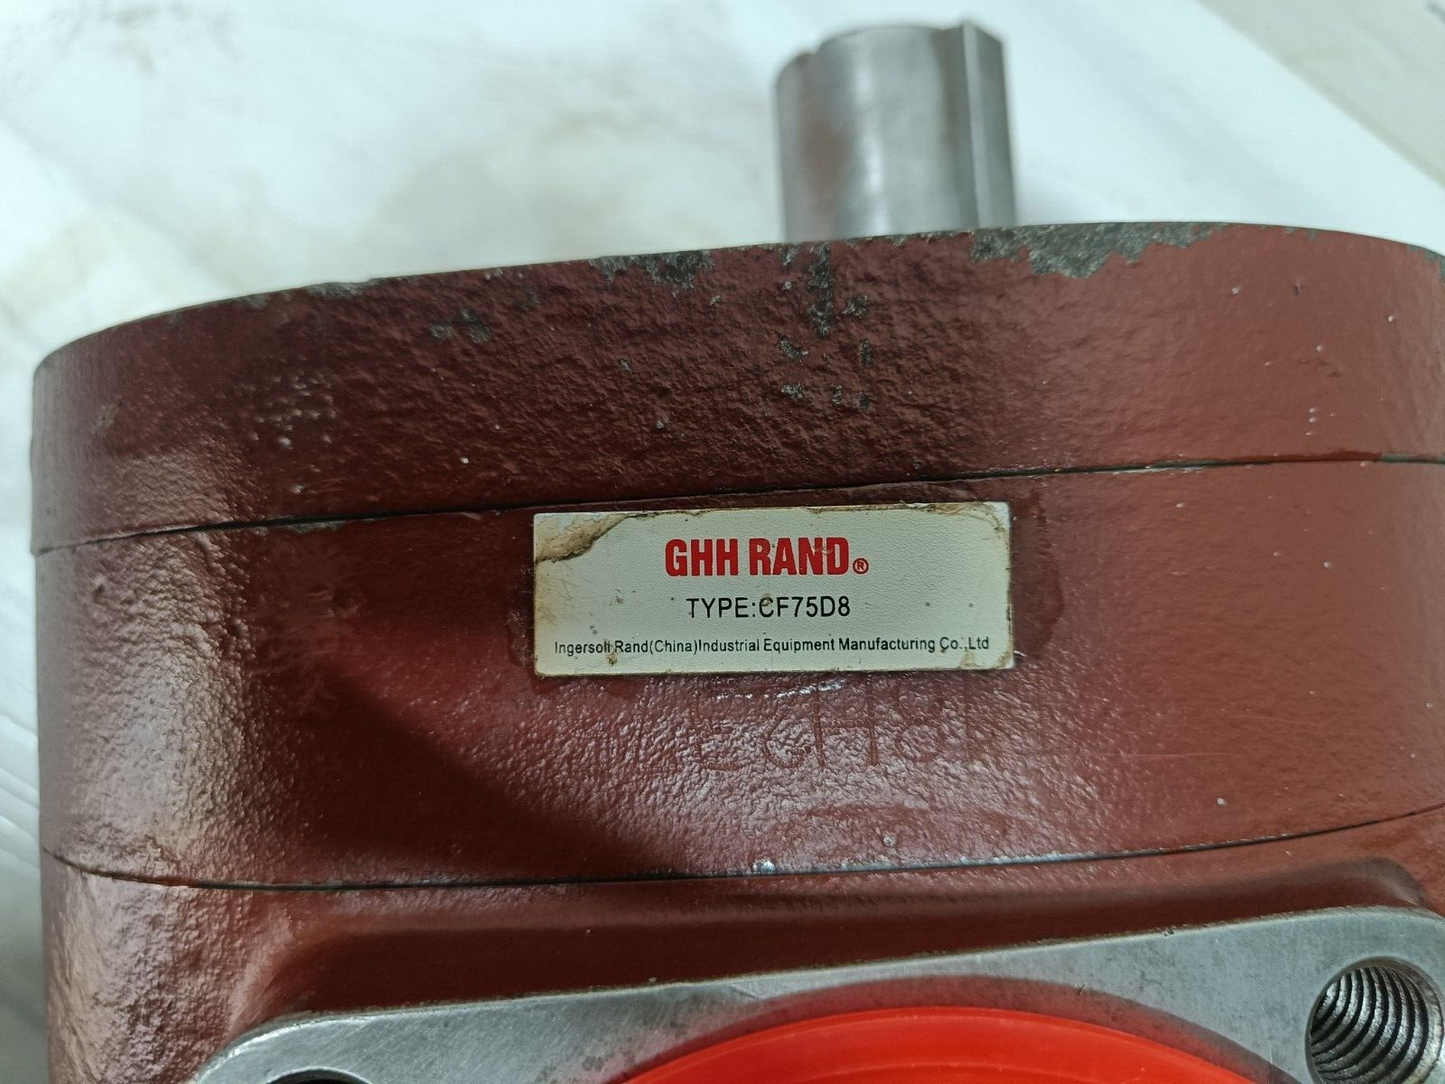 GHH RAND®
TYPE:CF75D8
Ingersoll Rand(China)Industrial Equipment Manufacturing Co.,Ltd